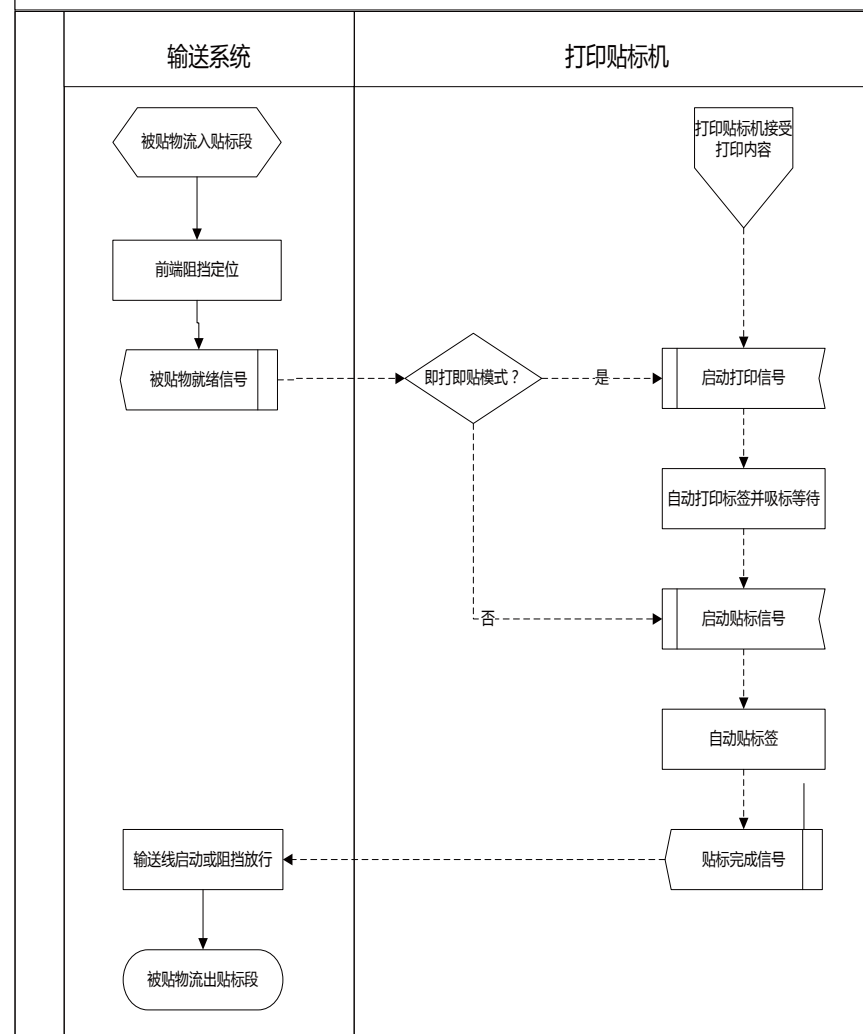 输送系统
打印贴标机
被贴物流入贴标段
打印贴标机接受
打印内容
前端阻挡定位
被贴物就绪信号
即打即贴模式？
是
启动打印信号
自动打印标签并吸标等待
否
启动贴标信号
自动贴标签
输送线启动或阻挡放行
贴标完成信号
被贴物流出贴标段